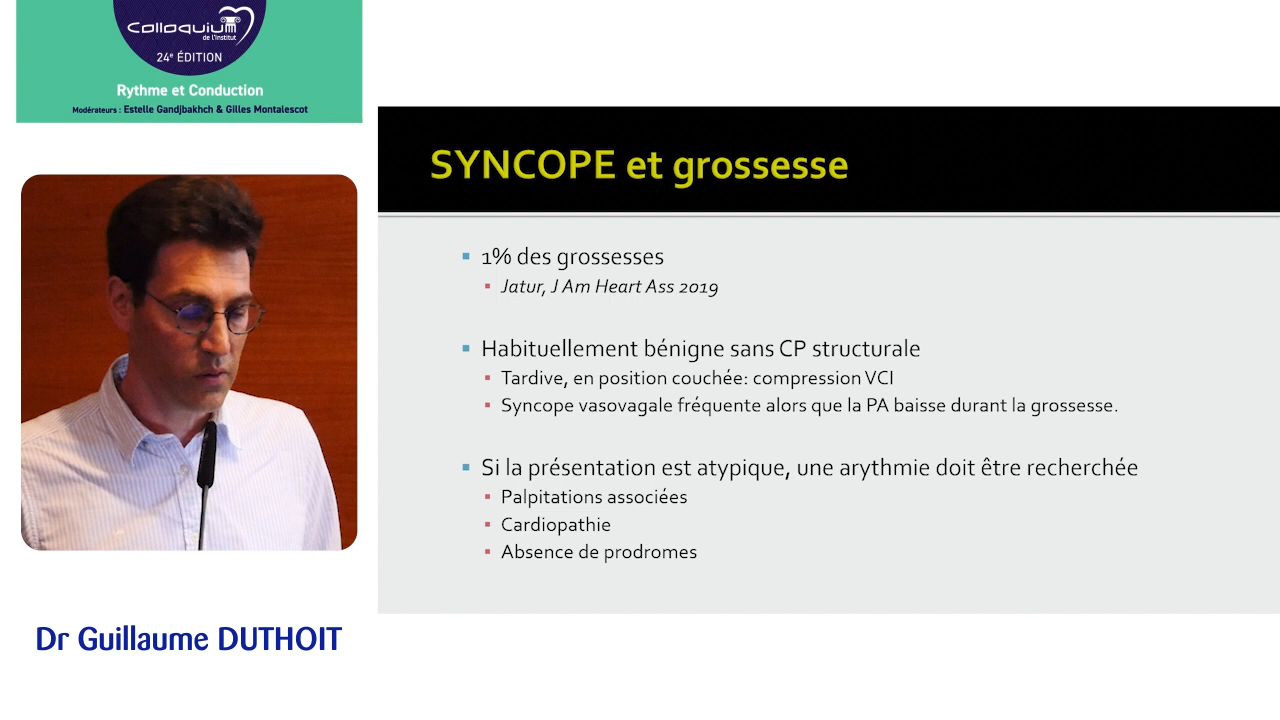 Colloquium
de l'Institut
24e ÉDITION
Rythme et Conduction
Modérateurs : Estelle Gandjbakhch & Gilles Montalescot
SYNCOPE et grossesse
1% des grossesses
Jatur, J Am Heart Ass 2019
Habituellement bénigne sans CP structurale
Tardive, en position couchée: compression VCI
Syncope vasovagale fréquente alors que la PA baisse durant la grossesse.
Si la présentation est atypique, une arythmie doit être recherchée
Palpitations associées
Cardiopathie
Absence de prodromes
Dr Guillaume DUTHOIT